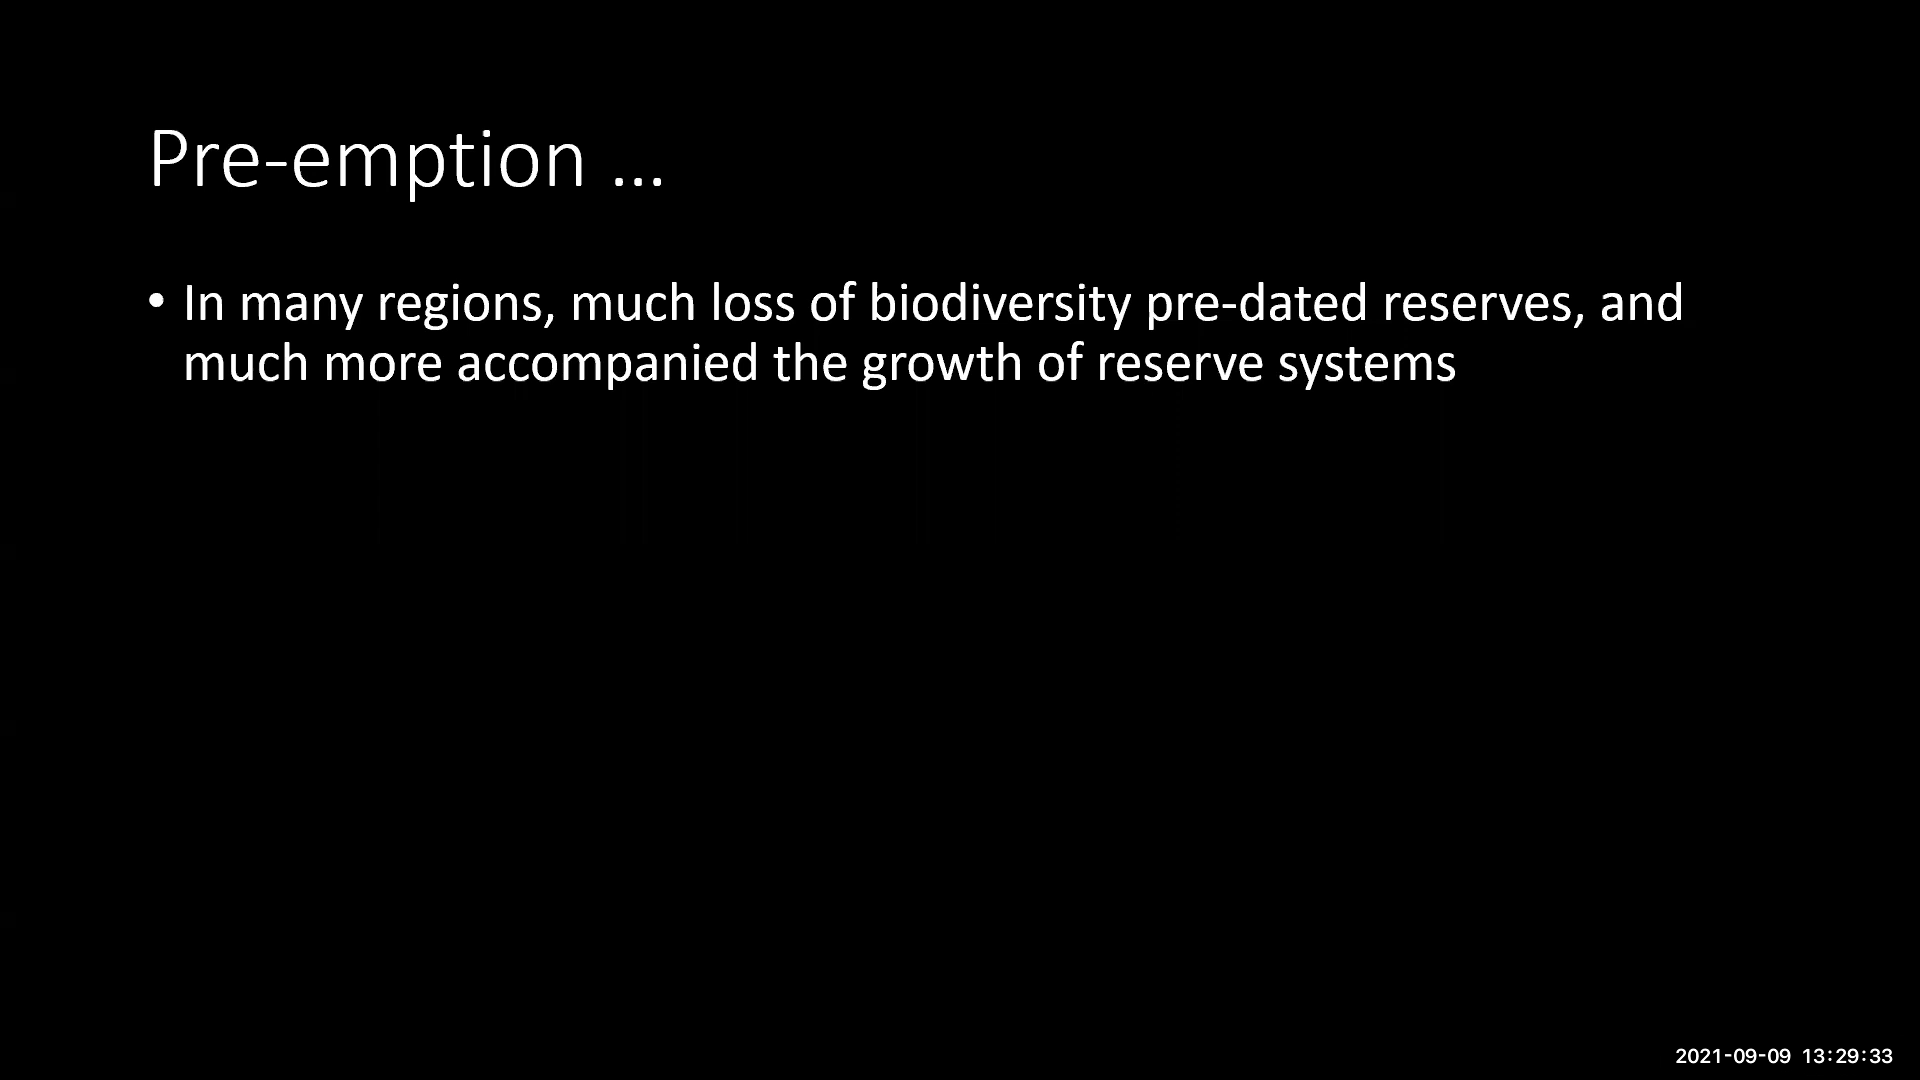 Pre-emption ...
• In many regions, much loss of biodiversity pre-dated reserves, and
much more accompanied the growth of reserve systems
2021-09-09 13:29:33